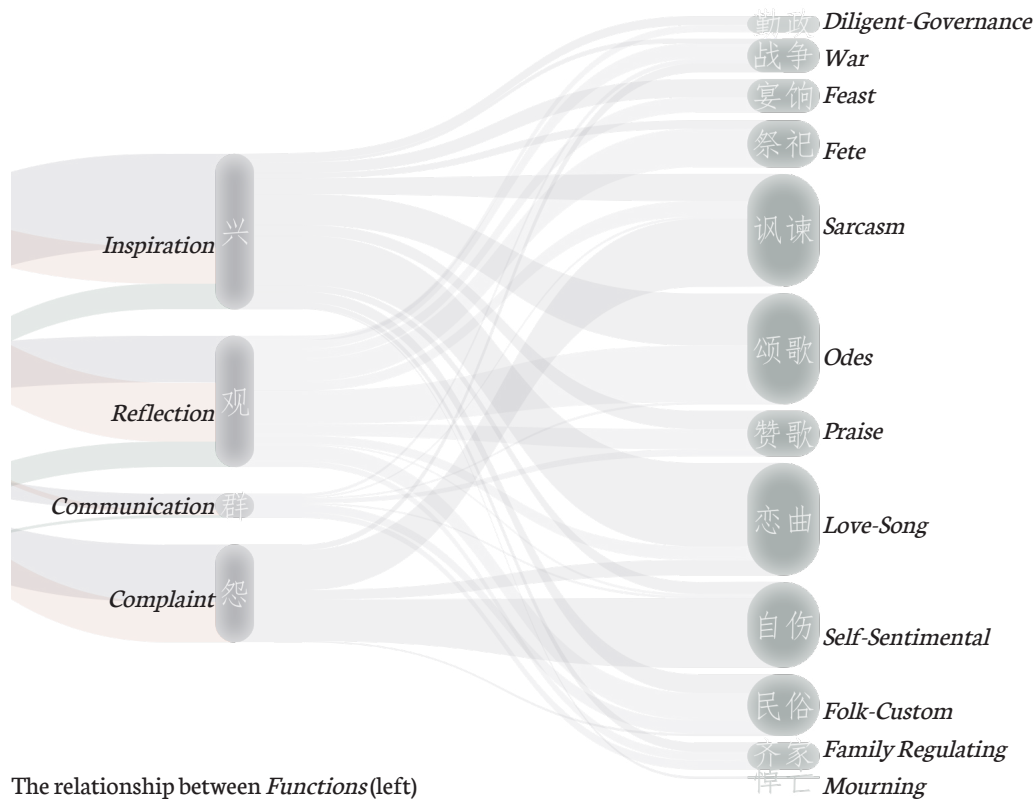 勤政 Diligent-Governance
战争 War
宴饷 Feast
祭祀 Fete
讽谏 Sarcasm
Inspiration 兴
颂歌 Odes
Reflection 观
赞歌 Praise
Communication 群
恋曲 Love-Song
Complaint 怨
自伤 Self-Sentimental
民俗 Folk-Custom
齐家 Family Regulating
悼亡 Mourning
The relationship between Functions (left)